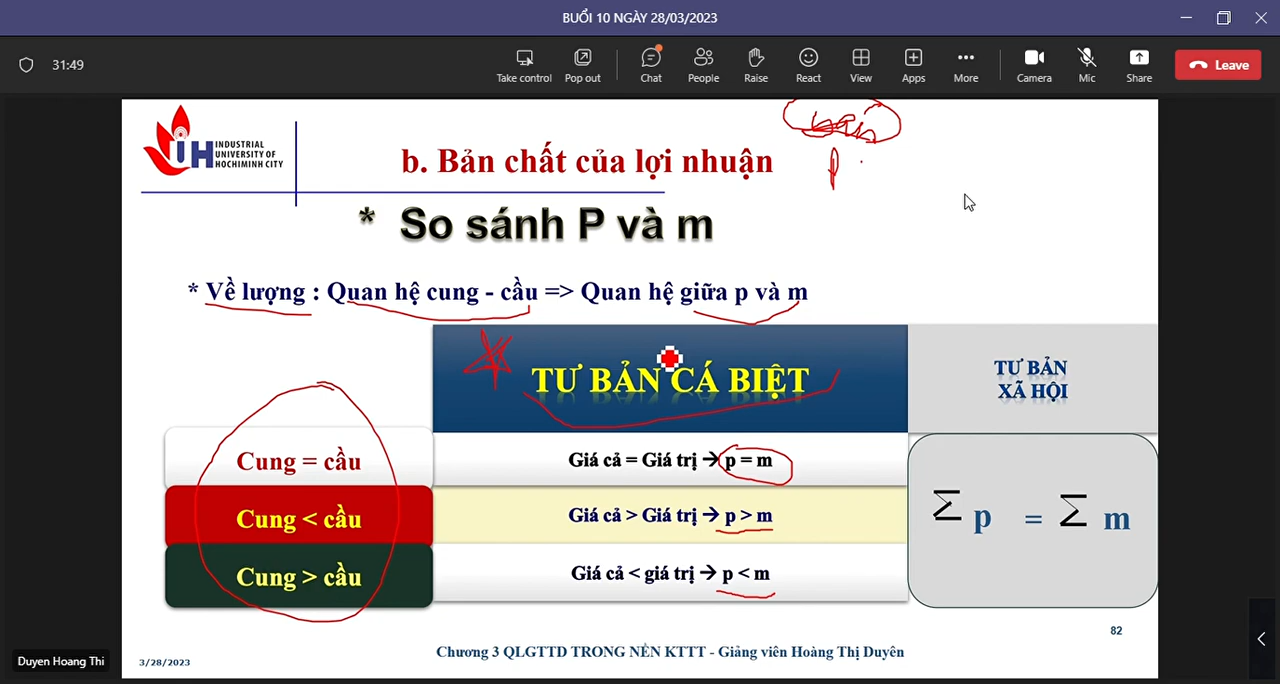 BUỔI 10 NGÀY 28/03/2023
31:49
Take control
Pop out
Chat
People
Raise
React
View
Apps
More
Camera
Mic
Share
Leave
IUH
INDUSTRIAL
UNIVERSITY OF
HOCHIMINH CITY
b. Bản chất của lợi nhuận
p
* So sánh P và m
* Về lượng : Quan hệ cung - cầu => Quan hệ giữa p và m
TƯ BẢN CÁ BIỆT
TƯ BẢN
XÃ HỘI
Cung = cầu
Giá cả = Giá trị → p = m
Cung < cầu
Giá cả > Giá trị → p > m
Cung > cầu
Giá cả < giá trị → p < m
Σ p = Σ m
82
Duyen Hoang Thi
3/28/2023
Chương 3 QLGTTD TRONG NỀN KTTT - Giảng viên Hoàng Thị Duyên